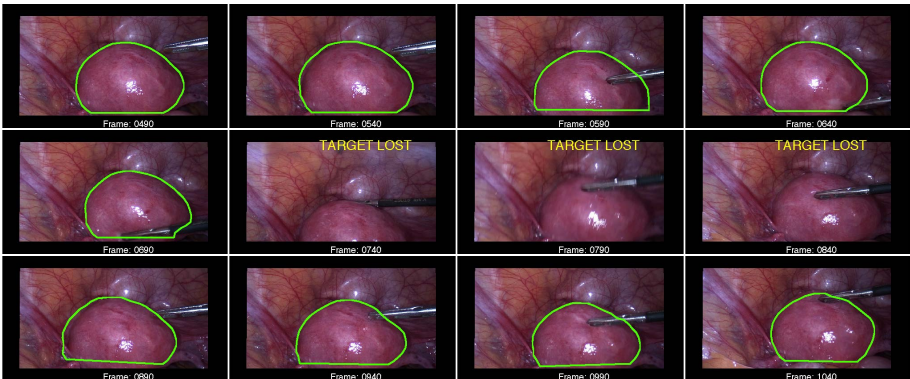 Frame: 0490
Frame: 0540
Frame: 0590
Frame: 0640
Frame: 0690
TARGET LOST
Frame: 0740
TARGET LOST
Frame: 0790
TARGET LOST
Frame: 0840
Frame: 0890
Frame: 0940
Frame: 0990
Frame: 1040